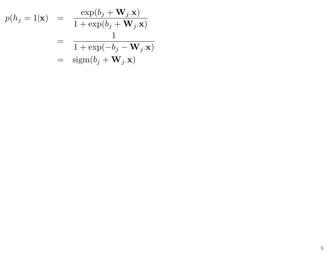 p(h_j = 1|x) = exp(b_j + W_j.x) / (1 + exp(b_j + W_j.x))
= 1 / (1 + exp(−b_j − W_j.x))
= sigm(b_j + W_j.x)
9